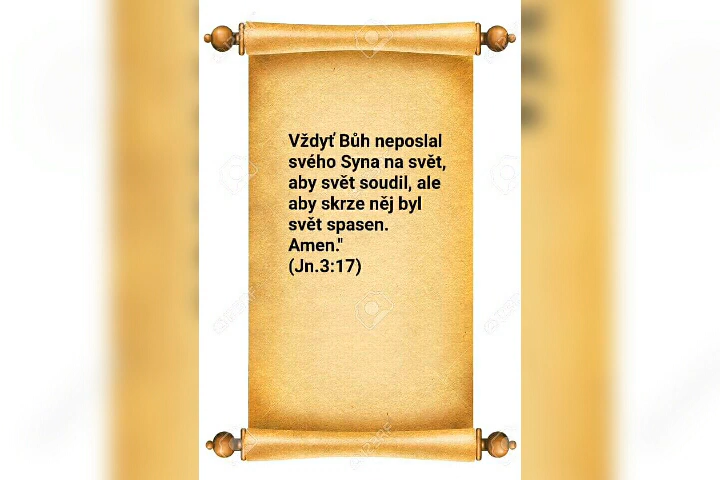 Vždyť Bůh neposlal
svého Syna na svět,
aby svět soudil, ale
aby skrze něj byl
svět spasen.
Amen."
(Jn.3:17)